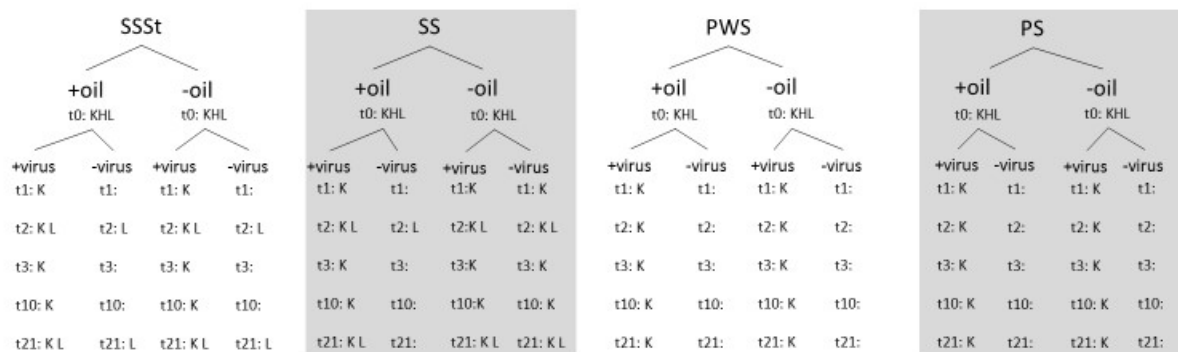 SSSt SS PWS PS
+oil -oil +oil -oil +oil -oil +oil -oil
t0: KHL t0: KHL t0: KHL t0: KHL t0: KHL t0: KHL t0: KHL t0: KHL
+virus -virus +virus -virus +virus -virus +virus -virus +virus -virus +virus -virus +virus -virus +virus -virus
t1: K t1: t1: K t1: t1: K t1: t1:K t1: K t1: K t1: t1: K t1: t1: K t1: t1: K t1:
t2: K L t2: L t2: K L t2: L t2: K L t2: L t2:K L t2: K L t2: K t2: t2: K t2: t2: K t2: t2: K t2:
t3: K t3: t3: K t3: t3: K t3: t3:K t3: K t3: K t3: t3: K t3: t3: K t3: t3: K t3:
t10: K t10: t10: K t10: t10: K t10: t10:K t10: K t10: K t10: t10: K t10: t10: K t10: t10: K t10:
t21: K L t21: L t21: K L t21: L t21: K L t21: t21: K L t21: K L t21: K t21: t21: K t21: t21: K t21: t21: K t21: